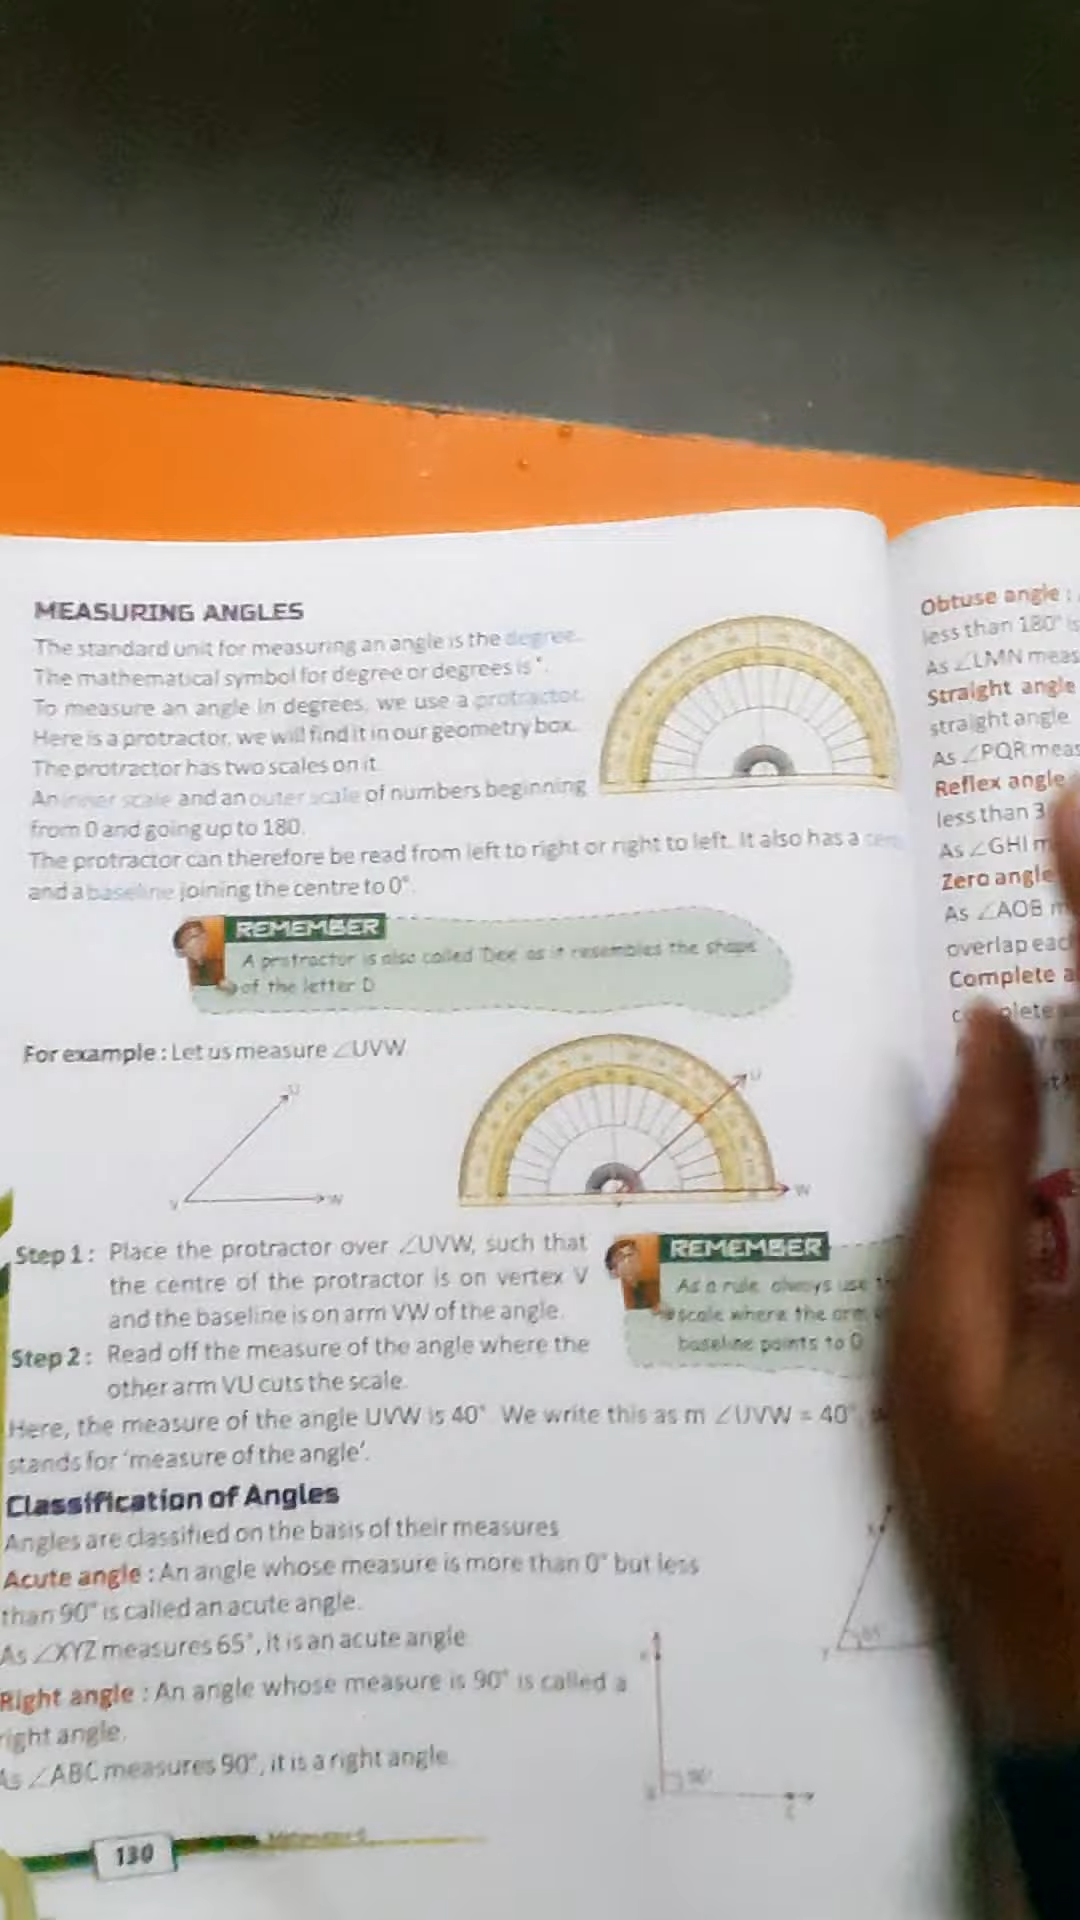 MEASURING ANGLES
The standard unit for measuring an angle is the degree.
The mathematical symbol for degree or degrees is °.
To measure an angle in degrees, we use a protractor.
Here is a protractor, we will find it in our geometry box.
The protractor has two scales on it.
An inner scale and an outer scale of numbers beginning
from 0 and going up to 180.
The protractor can therefore be read from left to right or right to left. It also has a
and a baseline joining the centre to 0°.
REMEMBER
A protractor is also called 'Dee' as it resembles the shape
of the letter D
For example : Let us measure ∠UVW
U
V
W
U
W
Step 1 : Place the protractor over ∠UVW, such that
the centre of the protractor is on vertex V
and the baseline is on arm VW of the angle.
Step 2 : Read off the measure of the angle where the
other arm VU cuts the scale.
REMEMBER
As a rule, always use
scale where the arm
baseline points to 0
Here, the measure of the angle UVW is 40° We write this as m ∠UVW = 40°,
stands for 'measure of the angle'.
Classification of Angles
Angles are classified on the basis of their measures
Acute angle : An angle whose measure is more than 0° but less
than 90° is called an acute angle.
As ∠XYZ measures 65°, it is an acute angle
Right angle : An angle whose measure is 90° is called a
right angle.
As ∠ABC measures 90°, it is a right angle
90°
130
Obtuse angle :
less than 180° is
As ∠LMN meas
Straight angle
straight angle
As ∠PQR meas
Reflex angle
less than 3
As ∠GHI m
Zero angle
As ∠AOB m
overlap each
Complete a